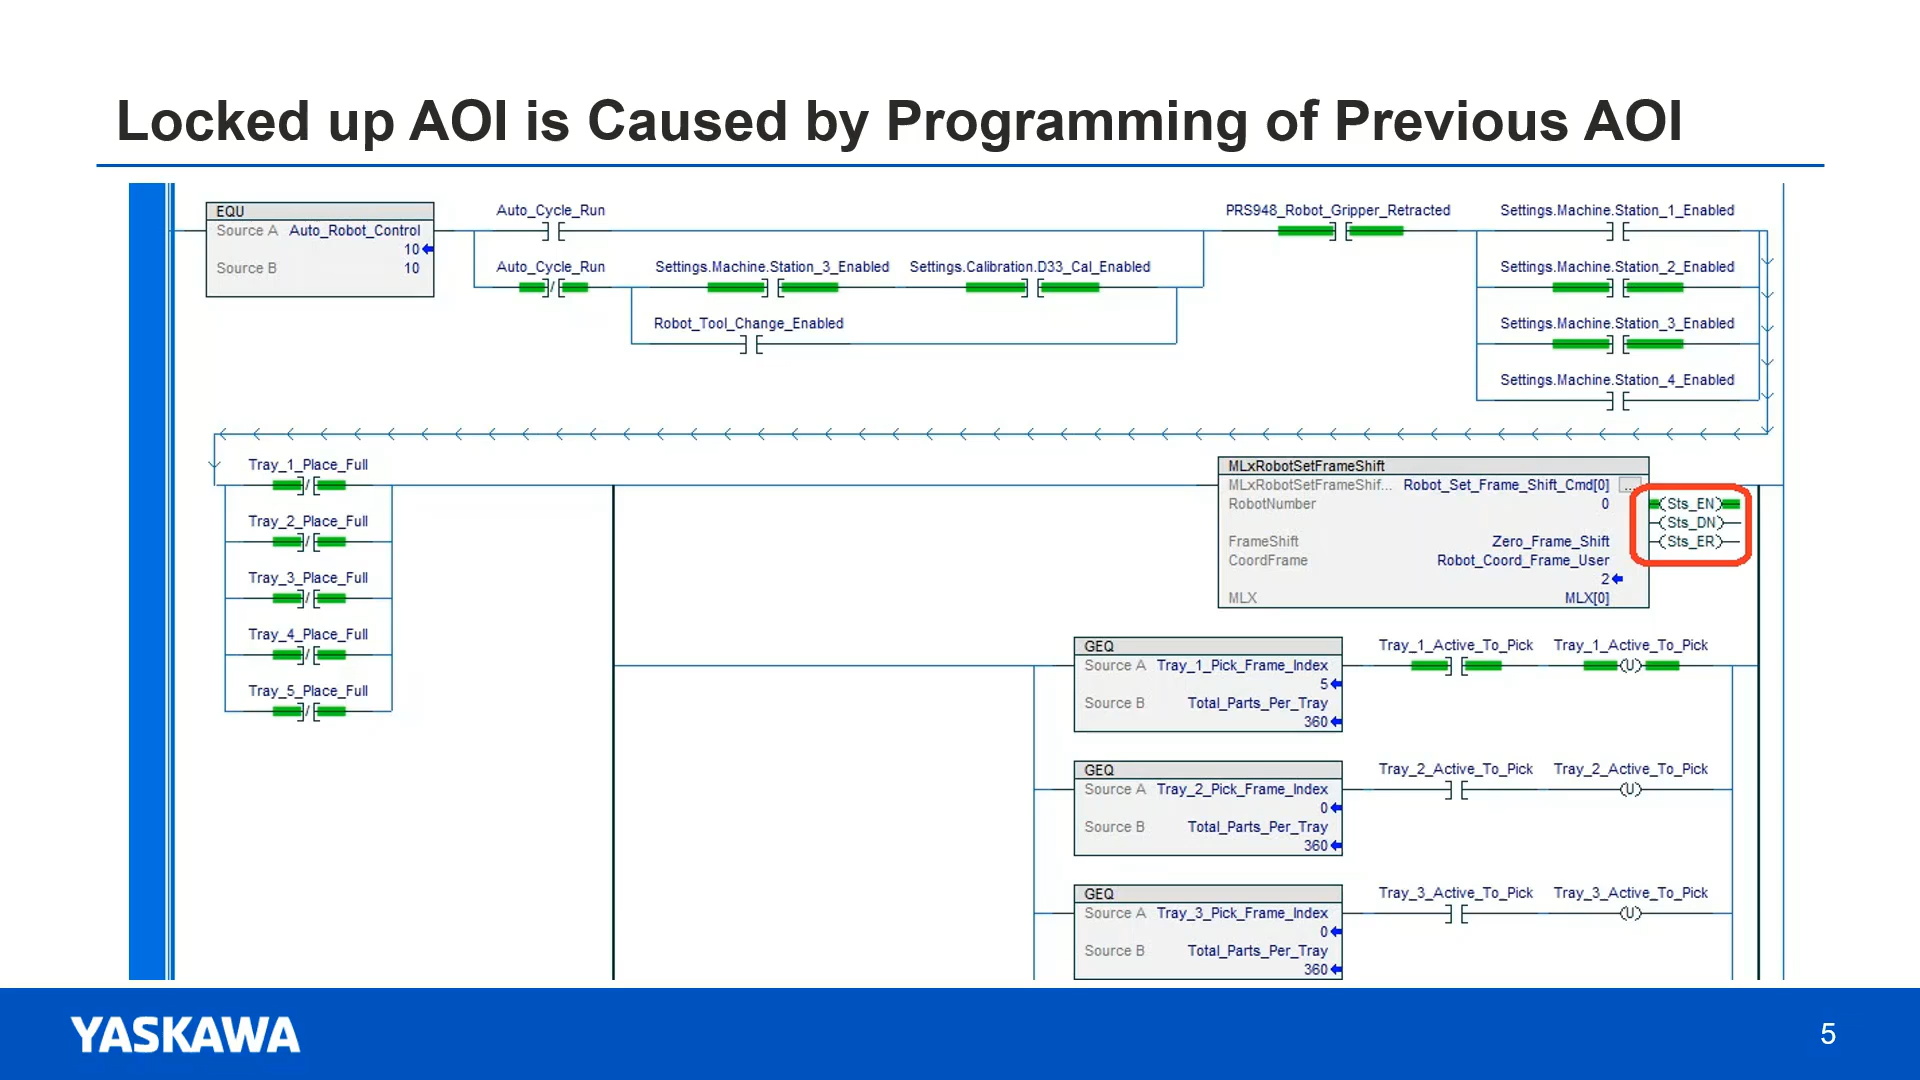 Locked up AOI is Caused by Programming of Previous AOI
EQU
Source A Auto_Robot_Control
10
Source B 10
Auto_Cycle_Run
Auto_Cycle_Run
Settings.Machine.Station_3_Enabled
Settings.Calibration.D33_Cal_Enabled
Robot_Tool_Change_Enabled
PRS948_Robot_Gripper_Retracted
Settings.Machine.Station_1_Enabled
Settings.Machine.Station_2_Enabled
Settings.Machine.Station_3_Enabled
Settings.Machine.Station_4_Enabled
Tray_1_Place_Full
Tray_2_Place_Full
Tray_3_Place_Full
Tray_4_Place_Full
Tray_5_Place_Full
MLxRobotSetFrameShift
MLxRobotSetFrameShif... Robot_Set_Frame_Shift_Cmd[0] ...
RobotNumber 0
FrameShift Zero_Frame_Shift
CoordFrame Robot_Coord_Frame_User
2
MLX MLX[0]
Sts_EN
Sts_DN
Sts_ER
GEQ
Source A Tray_1_Pick_Frame_Index
5
Source B Total_Parts_Per_Tray
360
Tray_1_Active_To_Pick
Tray_1_Active_To_Pick
U
GEQ
Source A Tray_2_Pick_Frame_Index
0
Source B Total_Parts_Per_Tray
360
Tray_2_Active_To_Pick
Tray_2_Active_To_Pick
U
GEQ
Source A Tray_3_Pick_Frame_Index
0
Source B Total_Parts_Per_Tray
360
Tray_3_Active_To_Pick
Tray_3_Active_To_Pick
U
YASKAWA
5